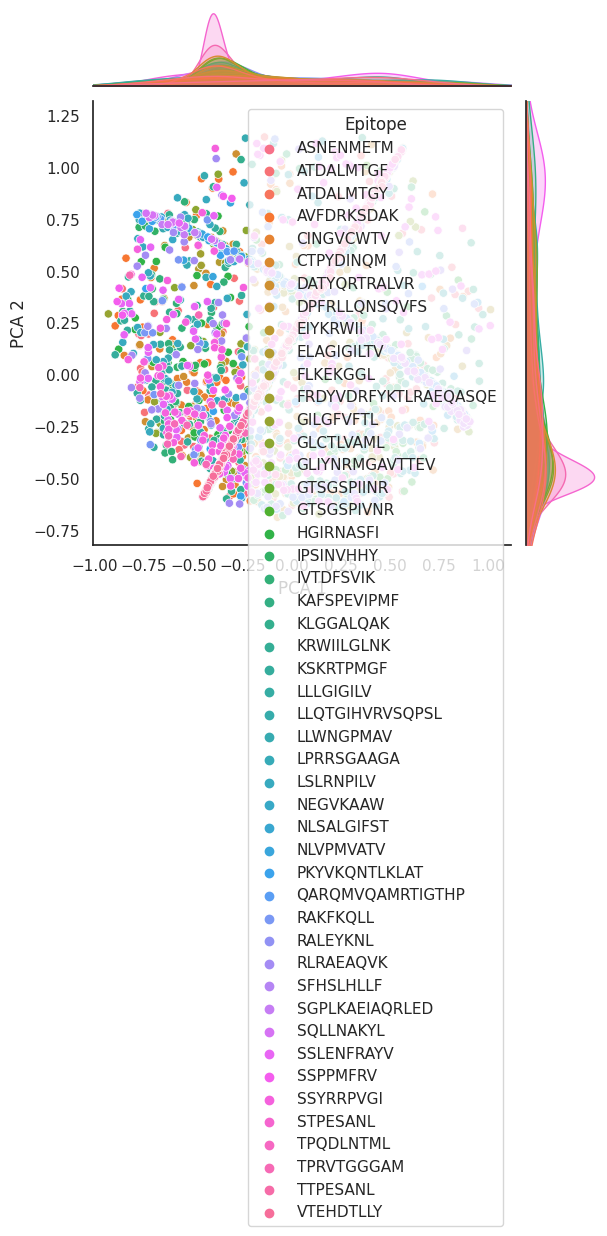 1.25
1.00
0.75
0.50
0.25
0.00
−0.25
−0.50
−0.75
PCA 2
−1.00 −0.75 −0.50 −0.25 0.00 0.25 0.50 0.75 1.00
PCA 1
Epitope
ASNENMETM
ATDALMTGF
ATDALMTGY
AVFDRKSDAK
CINGVCWTV
CTPYDINQM
DATYQRTRALVR
DPFRLLQNSQVFS
EIYKRWII
ELAGIGILTV
FLKEKGGL
FRDYVDRFYKTLRAEQASQE
GILGFVFTL
GLCTLVAML
GLIYNRMGAVTTEV
GTSGSPIINR
GTSGSPIVNR
HGIRNASFI
IPSINVHHY
IVTDFSVIK
KAFSPEVIPMF
KLGGALQAK
KRWIILGLNK
KSKRTPMGF
LLLGIGILV
LLQTGIHVRVSQPSL
LLWNGPMAV
LPRRSGAAGA
LSLRNPILV
NEGVKAAW
NLSALGIFST
NLVPMVATV
PKYVKQNTLKLAT
QARQMVQAMRTIGTHP
RAKFKQLL
RALEYKNL
RLRAEAQVK
SFHSLHLLF
SGPLKAEIAQRLED
SQLLNAKYL
SSLENFRAYV
SSPPMFRV
SSYRRPVGI
STPESANL
TPQDLNTML
TPRVTGGGAM
TTPESANL
VTEHDTLLY